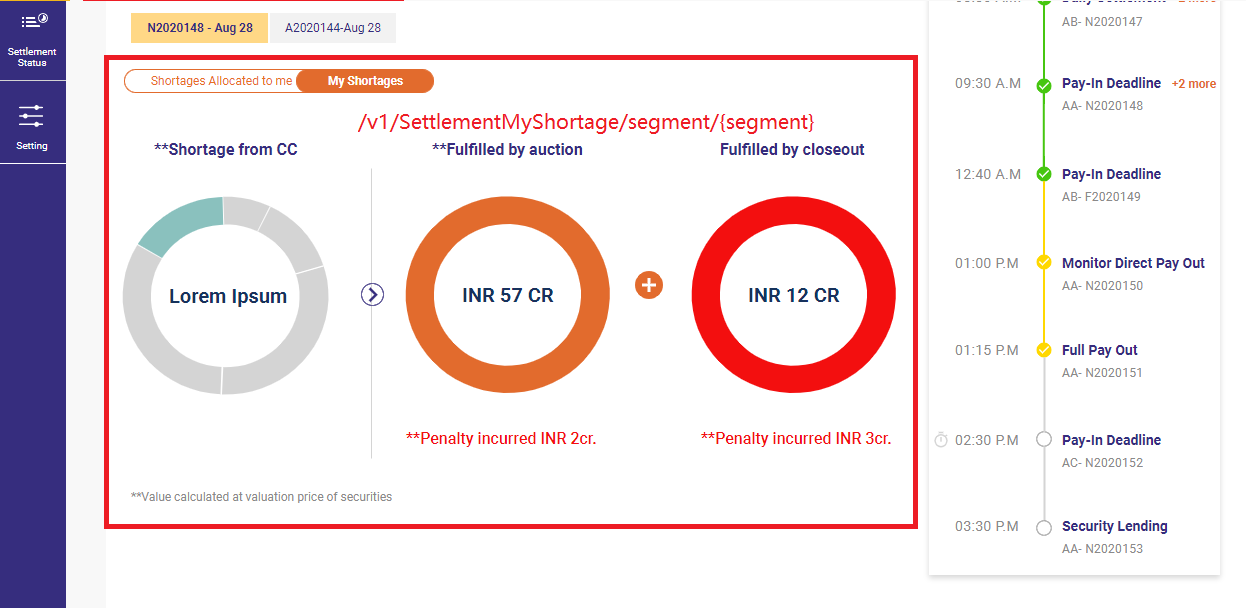 Settlement
Status
Setting
N2020148 - Aug 28
A2020144-Aug 28
Shortages Allocated to me
My Shortages
/v1/SettlementMyShortage/segment/{segment}
**Shortage from CC
**Fulfilled by auction
Fulfilled by closeout
Lorem Ipsum
INR 57 CR
INR 12 CR
**Penalty incurred INR 2cr.
**Penalty incurred INR 3cr.
**Value calculated at valuation price of securities
AB- N2020147
09:30 A.M
Pay-In Deadline
+2 more
AA- N2020148
12:40 A.M
Pay-In Deadline
AB- F2020149
01:00 P.M
Monitor Direct Pay Out
AA- N2020150
01:15 P.M
Full Pay Out
AA- N2020151
02:30 P.M
Pay-In Deadline
AC- N2020152
03:30 P.M
Security Lending
AA- N2020153